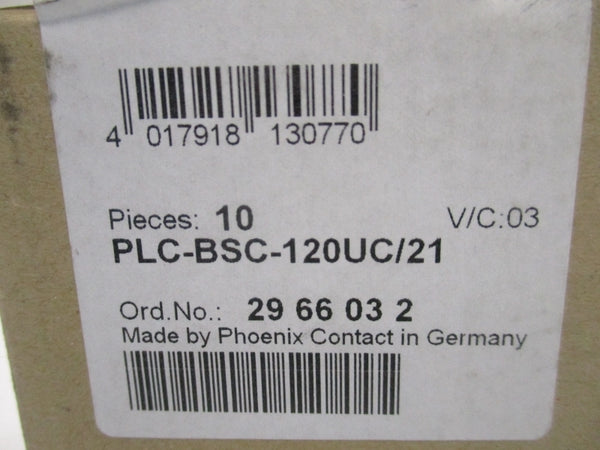 4 017918 130770
Pieces: 10 V/C:03
PLC-BSC-120UC/21
Ord.No.: 29 66 03 2
Made by Phoenix Contact in Germany